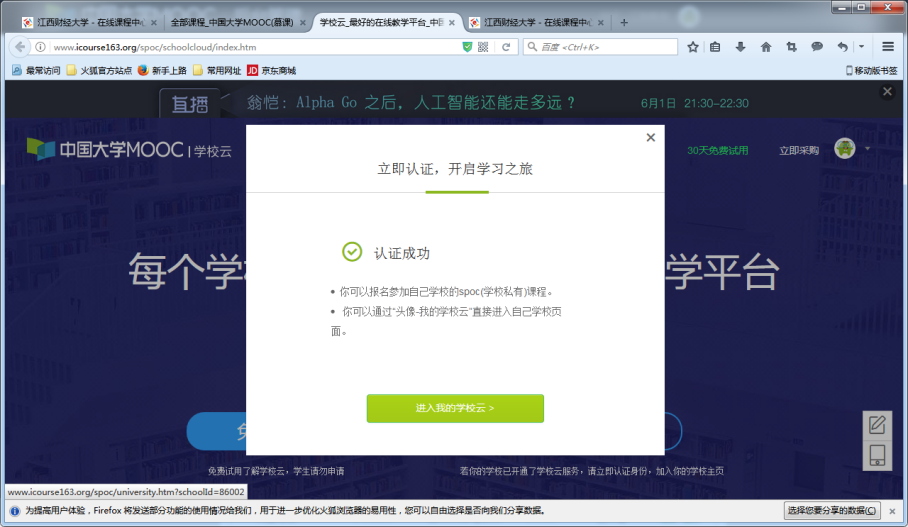 江西财经大学 - 在线课程中心
全部课程_中国大学MOOC(慕课)
学校云_最好的在线教学平台_中国
江西财经大学 - 在线课程中心
www.icourse163.org/spoc/schoolcloud/index.htm
百度 <Ctrl+K>
最常访问 火狐官方站点 新手上路 常用网址 JD 京东商城 移动版书签
直播 翁恺: Alpha Go 之后, 人工智能还能走多远 ? 6月1日 21:30-22:30
中国大学MOOC | 学校云 30天免费试用 立即采购
立即认证, 开启学习之旅
认证成功
每个学 学平台
• 你可以报名参加自己学校的spoc(学校私有)课程。
• 你可以通过“头像-我的学校云”直接进入自己学校页
面。
进入我的学校云 >
免费试用了解学校云, 学生请勿申请
若你的学校已开通了学校云服务, 请立即认证身份, 加入你的学校主页
www.icourse163.org/spoc/university.htm?schoolId=86002
为提高用户体验, Firefox 将发送部分功能的使用情况给我们, 用于进一步优化火狐浏览器的易用性, 您可以自由选择是否向我们分享数据。 选择您要分享的数据(C)